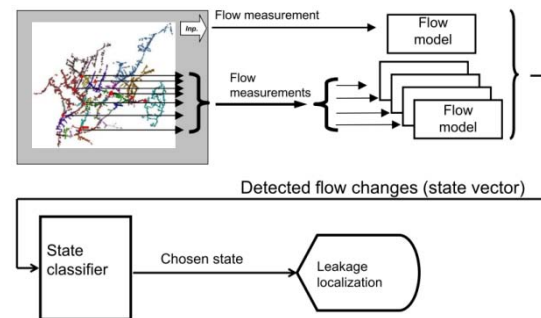 Inp.
Flow measurement
Flow
model
Flow
measurements
Flow
model
Detected flow changes (state vector)
State
classifier
Chosen state
Leakage
localization